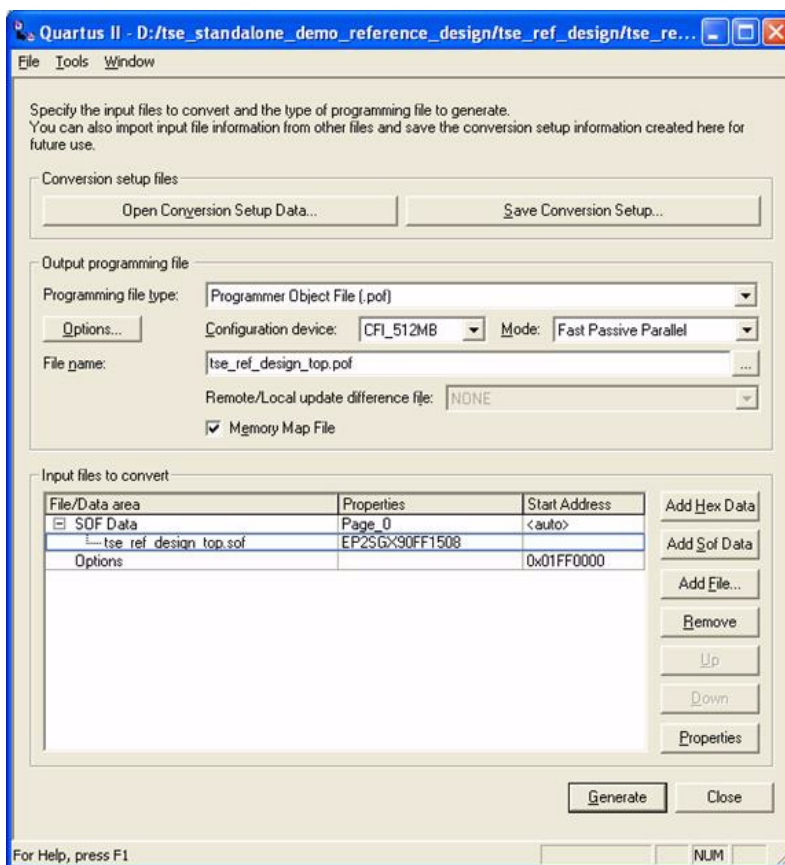 Quartus II - D:/tse_standalone_demo_reference_design/tse_ref_design/tse_re...
File Tools Window
Specify the input files to convert and the type of programming file to generate.
You can also import input file information from other files and save the conversion setup information created here for
future use.
Conversion setup files
Open Conversion Setup Data...
Save Conversion Setup...
Output programming file
Programming file type: Programmer Object File (.pof)
Options... Configuration device: CFI_512MB Mode: Fast Passive Parallel
File name: tse_ref_design_top.pof ...
Remote/Local update difference file: NONE
Memory Map File
Input files to convert
File/Data area Properties Start Address
SOF Data Page_0 <auto>
tse_ref_design_top.sof EP2SGX90FF1508
Options 0x01FF0000
Add Hex Data
Add Sof Data
Add File...
Remove
Up
Down
Properties
Generate Close
For Help, press F1 NUM